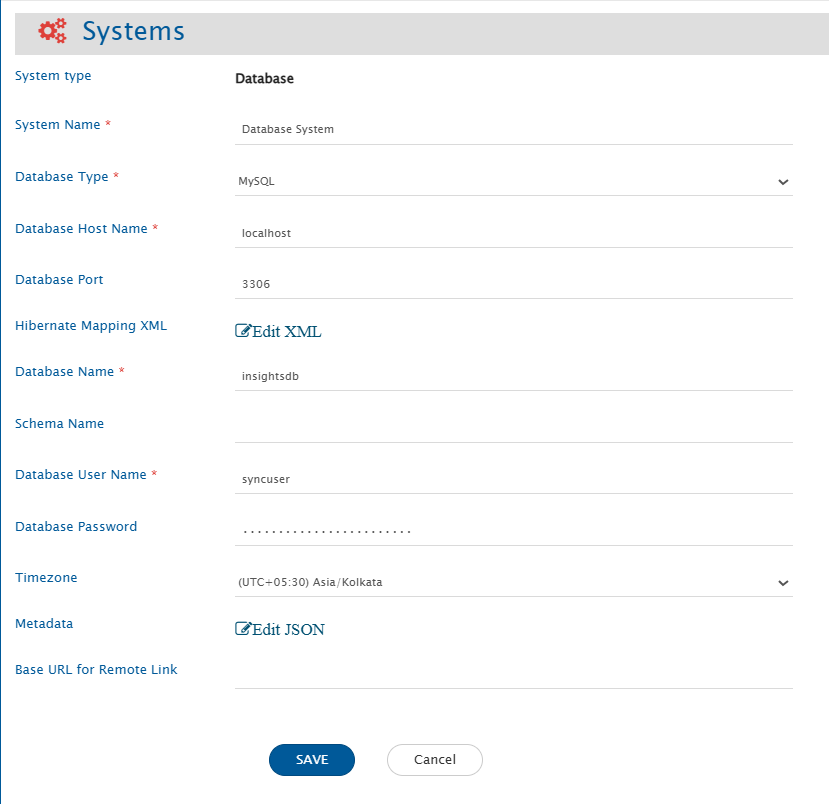 Systems
System type Database
System Name * Database System
Database Type * MySQL
Database Host Name * localhost
Database Port 3306
Hibernate Mapping XML Edit XML
Database Name * insightsdb
Schema Name
Database User Name * syncuser
Database Password ........................
Timezone (UTC+05:30) Asia/Kolkata
Metadata Edit JSON
Base URL for Remote Link
SAVE Cancel